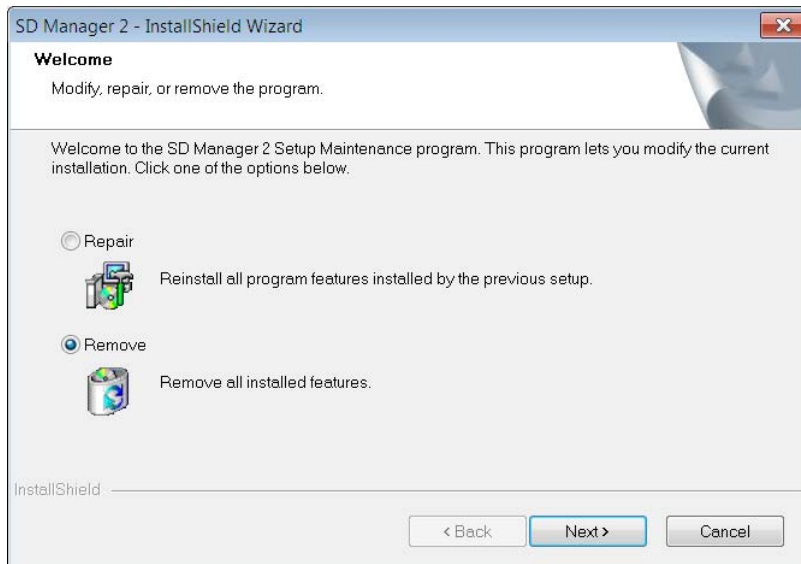 SD Manager 2 - InstallShield Wizard
Welcome
Modify, repair, or remove the program.
Welcome to the SD Manager 2 Setup Maintenance program. This program lets you modify the current
installation. Click one of the options below.
Repair
Reinstall all program features installed by the previous setup.
Remove
Remove all installed features.
InstallShield
< Back
Next >
Cancel